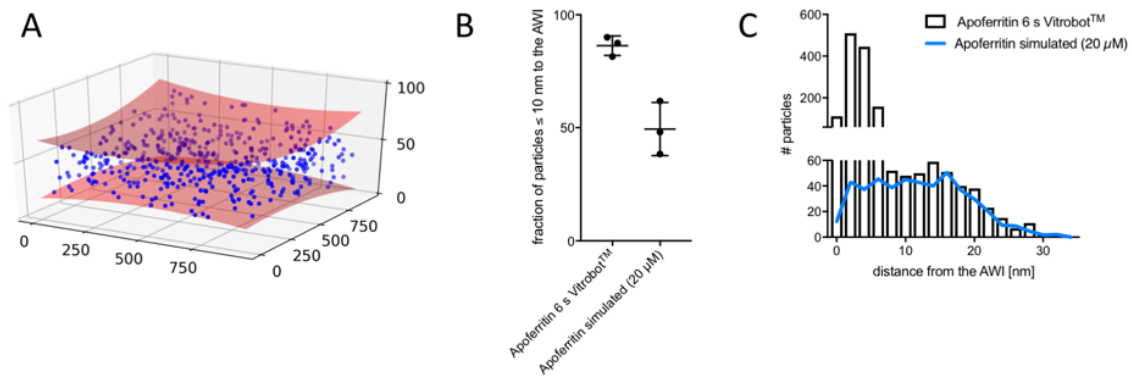 A
100
50
0
0
250
500
750
0
250
500
750
B
fraction of particles ≤ 10 nm to the AWI
100
50
0
Apoferritin 6 s Vitrobot™
Apoferritin simulated (20 µM)
C
Apoferritin 6 s Vitrobot™
Apoferritin simulated (20 µM)
# particles
600
400
200
60
40
20
0
0
10
20
30
distance from the AWI [nm]